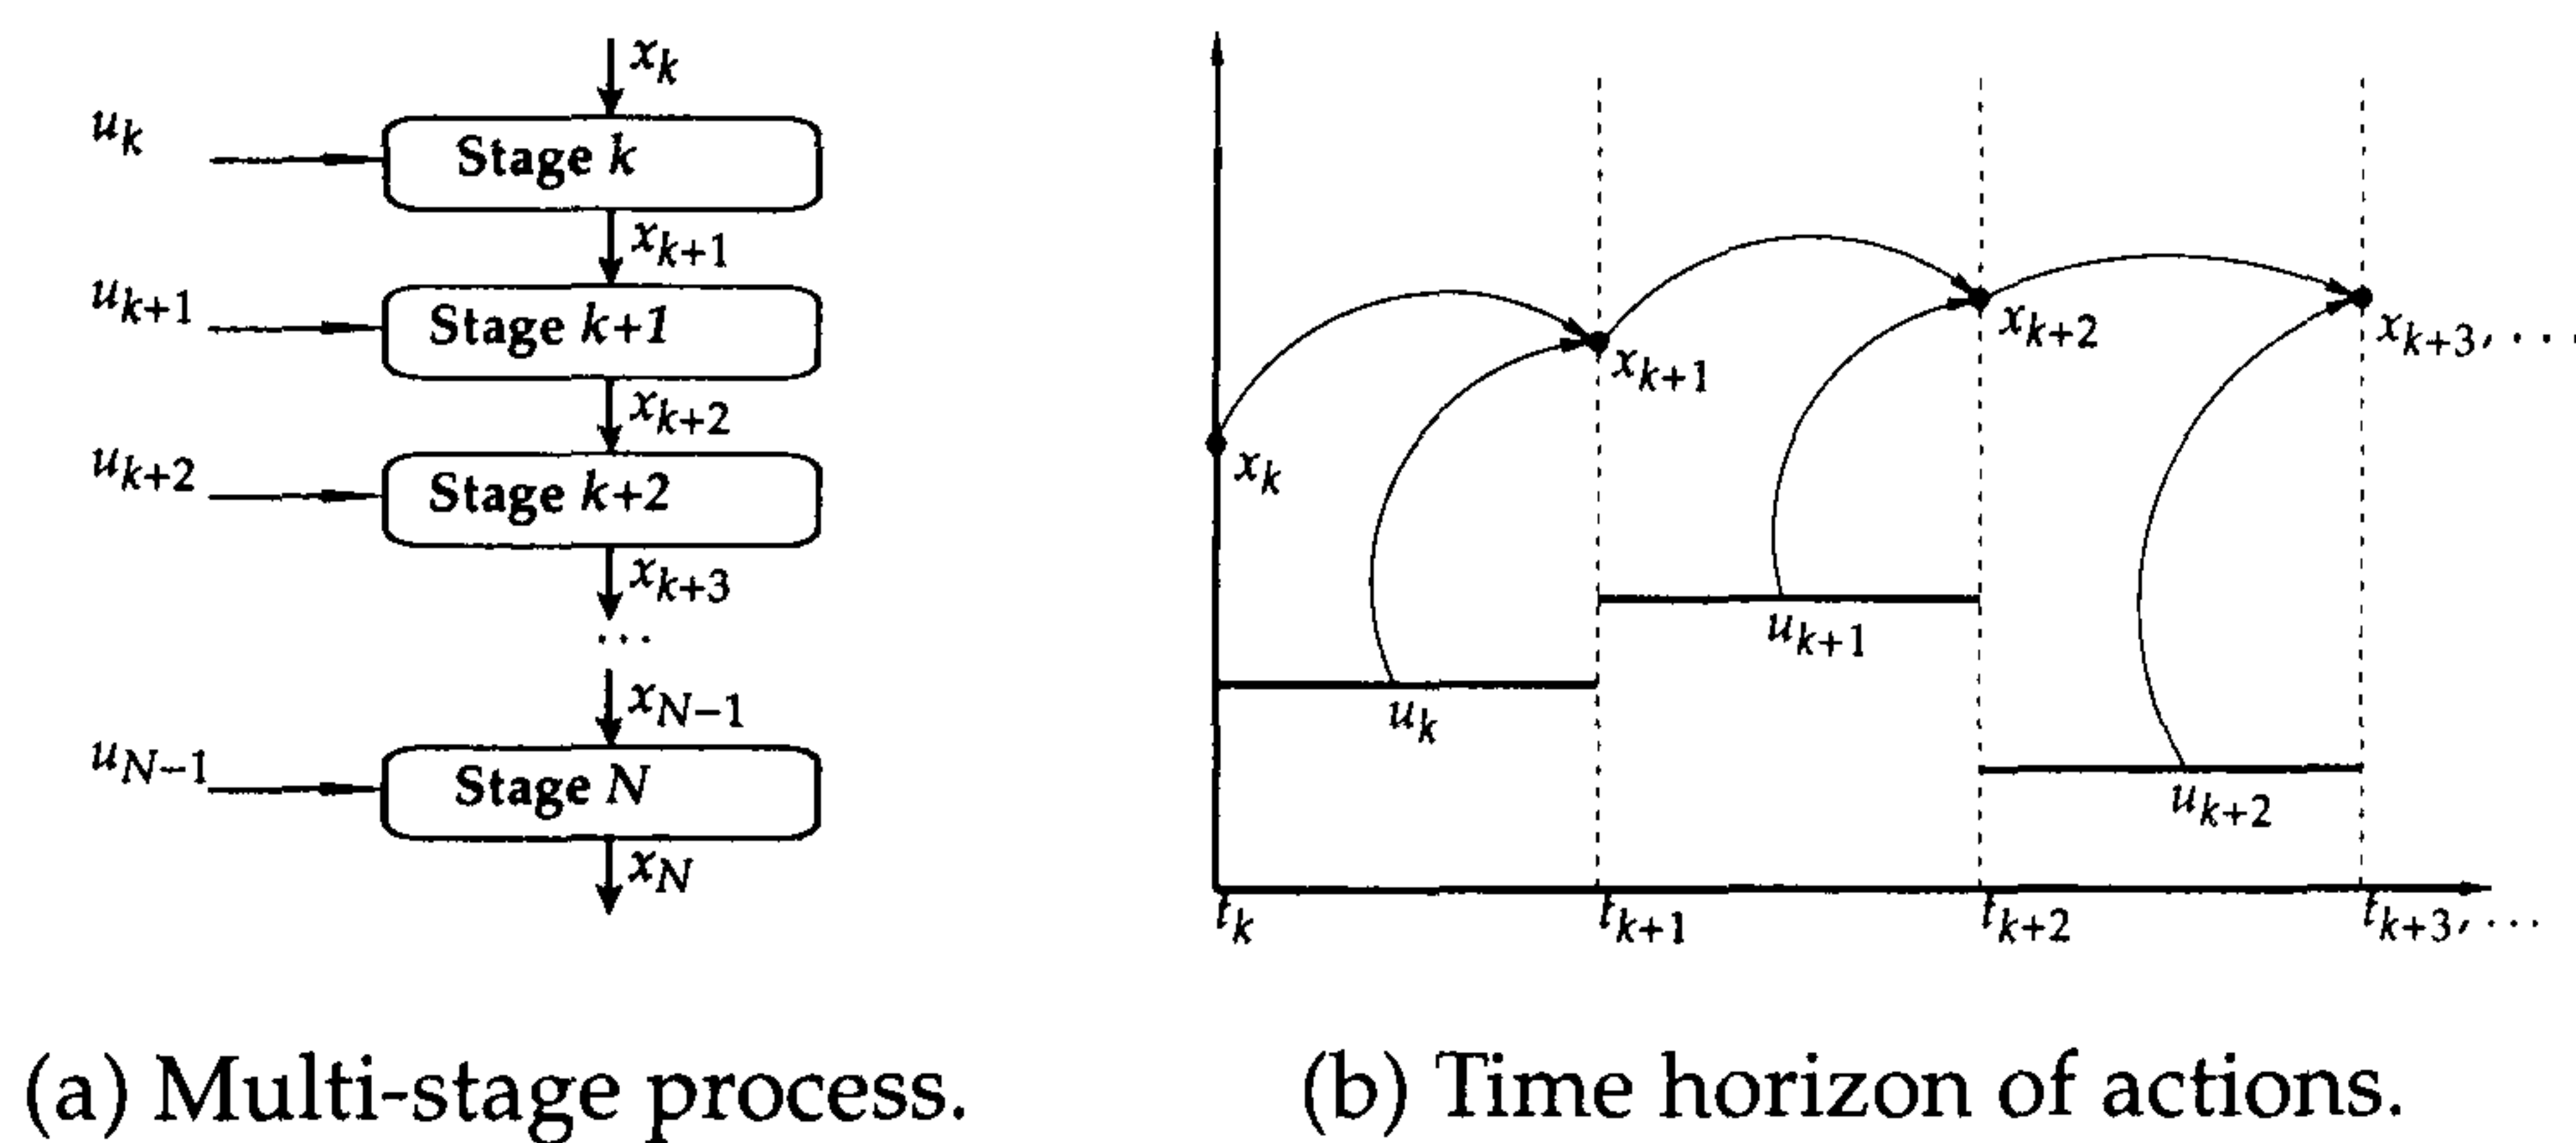 x_k
u_k
Stage k
x_{k+1}
u_{k+1}
Stage k+1
x_{k+2}
u_{k+2}
Stage k+2
x_{k+3}
...
x_{N-1}
u_{N-1}
Stage N
x_N
(a) Multi-stage process.
x_{k+2}
x_{k+3}, ...
x_{k+1}
x_k
u_{k+1}
u_k
u_{k+2}
t_k t_{k+1} t_{k+2} t_{k+3}, ...
(b) Time horizon of actions.